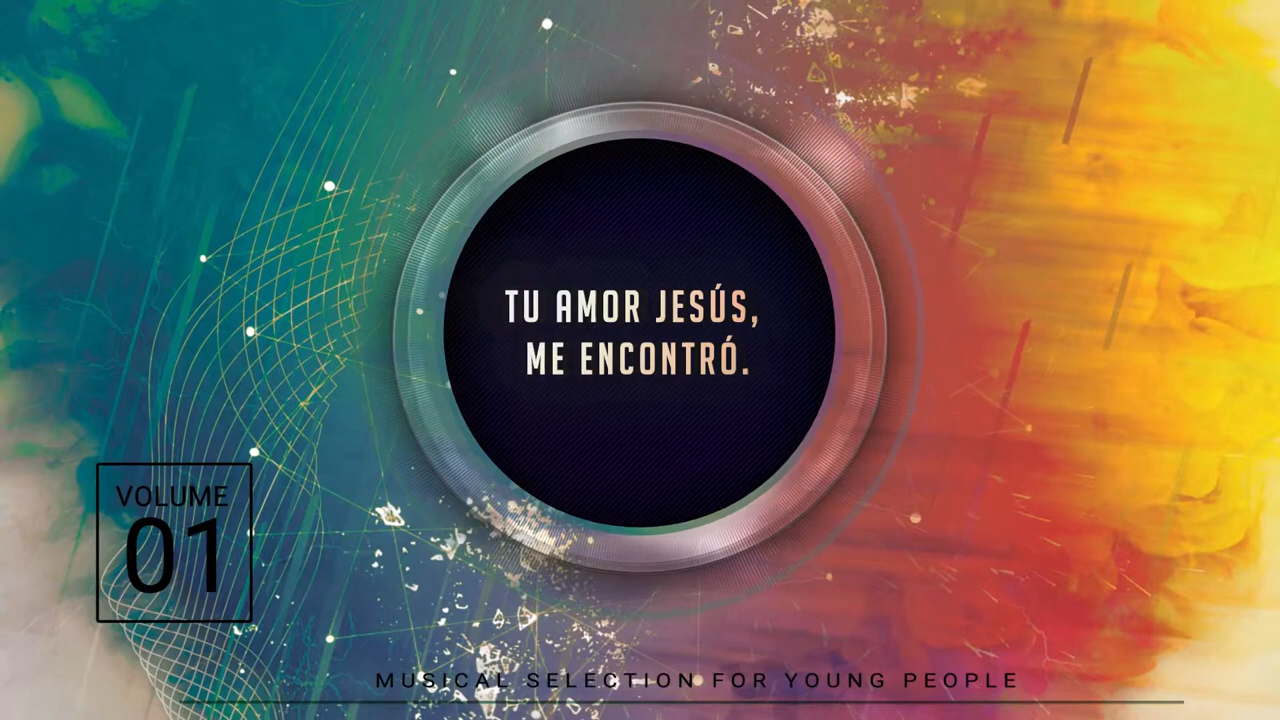 TU AMOR JESÚS,
ME ENCONTRÓ.
VOLUME
01
MUSICAL SELECTION FOR YOUNG PEOPLE